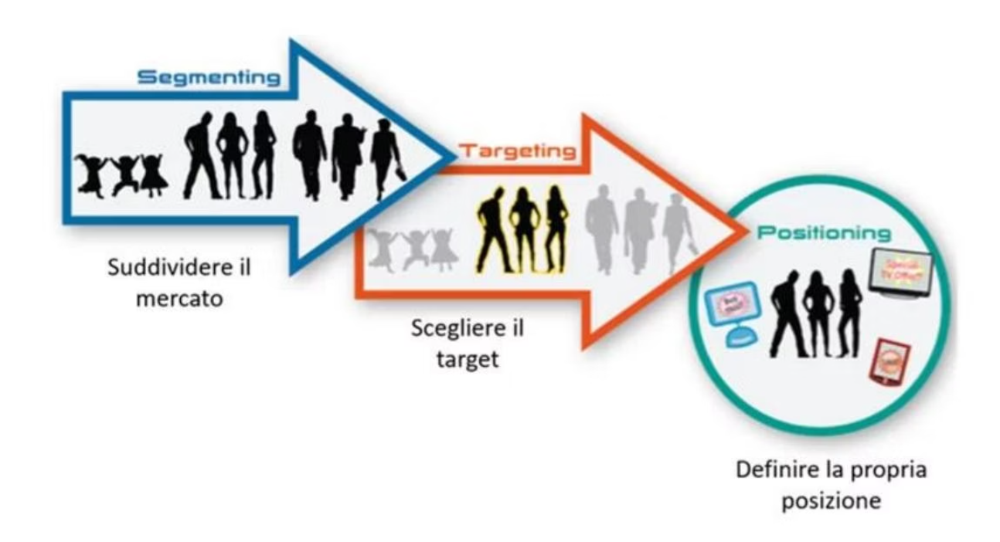 Segmenting
Suddividere il
mercato
Targeting
Scegliere il
target
Positioning
Definire la propria
posizione